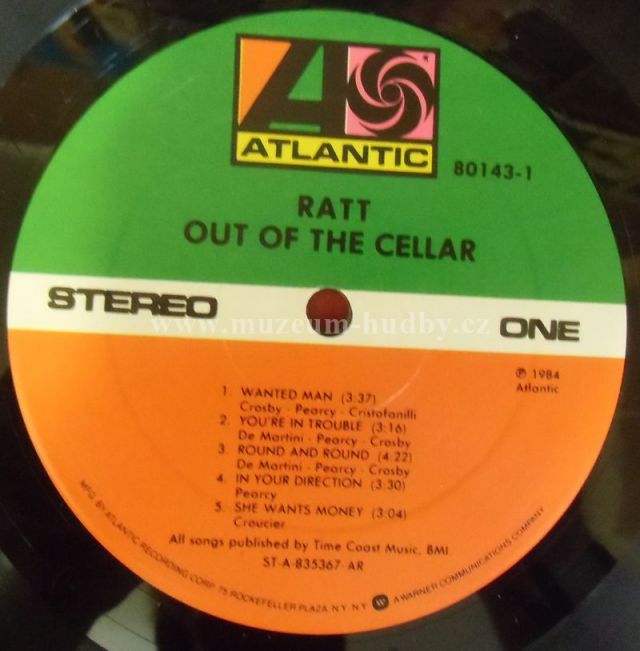 ATLANTIC
80143-1
RATT
OUT OF THE CELLAR
STEREO
www.muzeum-hudby.cz
ONE
℗ 1984
Atlantic
1. WANTED MAN (3:37)
Crosby - Pearcy - Cristofanilli
2. YOU'RE IN TROUBLE (3:16)
De Martini - Pearcy - Crosby
3. ROUND AND ROUND (4:22)
De Martini - Pearcy - Crosby
4. IN YOUR DIRECTION (3:30)
Pearcy
5. SHE WANTS MONEY (3:04)
Croucier
All songs published by Time Coast Music, BMI
ST-A-835367-AR
MFG. BY ATLANTIC RECORDING CORP. 75 ROCKEFELLER PLAZA, N.Y. N.Y. A WARNER COMMUNICATIONS COMPANY